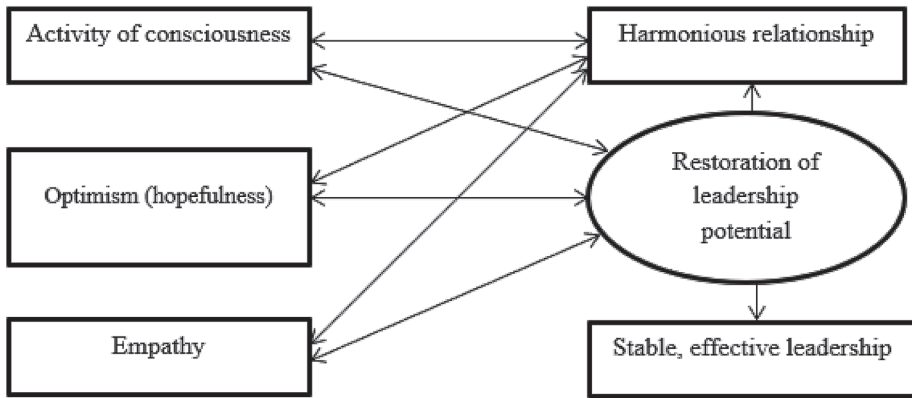 Activity of consciousness
Harmonious relationship
Optimism (hopefulness)
Restoration of
leadership
potential
Empathy
Stable, effective leadership